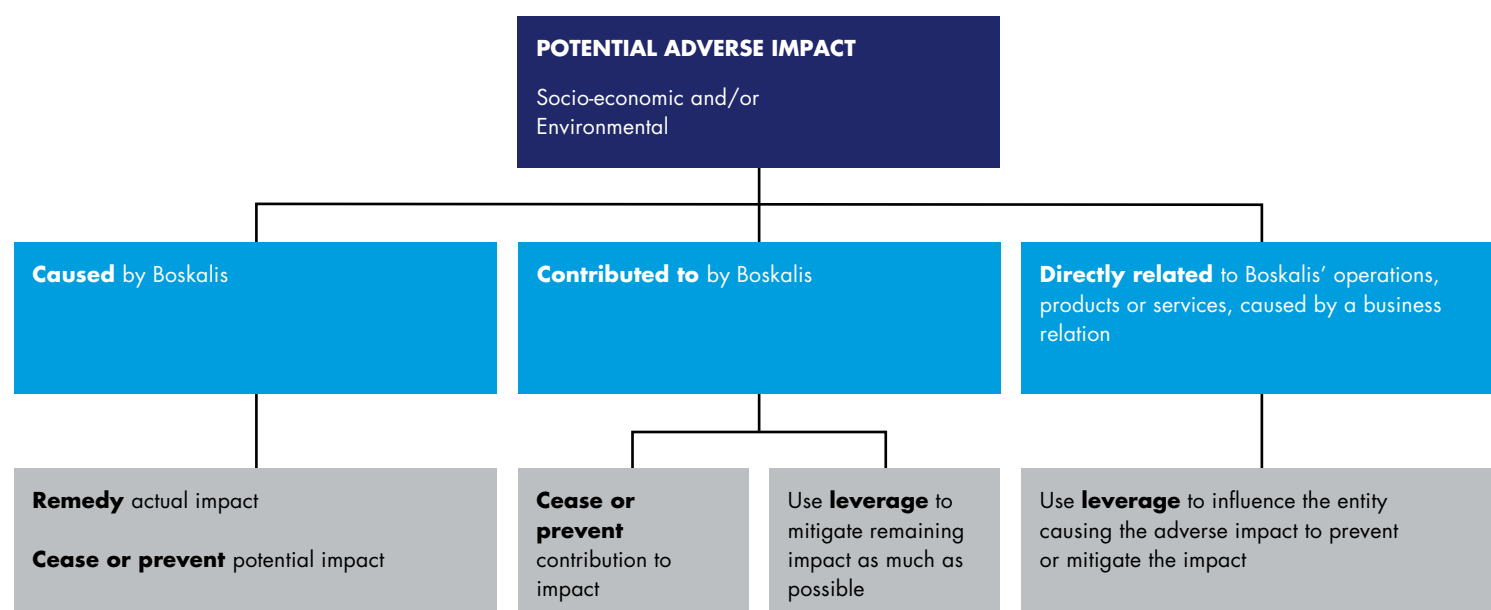 POTENTIAL ADVERSE IMPACT
Socio-economic and/or
Environmental
Caused by Boskalis
Contributed to by Boskalis
Directly related to Boskalis’ operations,
products or services, caused by a business
relation
Remedy actual impact
Cease or prevent potential impact
Cease or
prevent
contribution to
impact
Use leverage to
mitigate remaining
impact as much as
possible
Use leverage to influence the entity
causing the adverse impact to prevent
or mitigate the impact